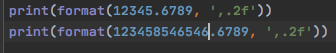 print(format(12345.6789, ',.2f'))
print(format(123458546546.6789, ',.2f'))